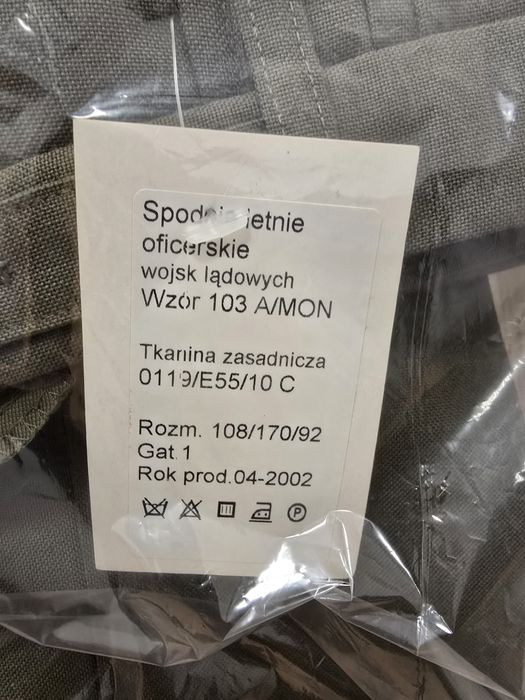 Spodnie letnie
oficerskie
wojsk lądowych
Wzór 103 A/MON
Tkanina zasadnicza
0119/E55/10 C
Rozm. 108/170/92
Gat.1
Rok prod.04-2002
P